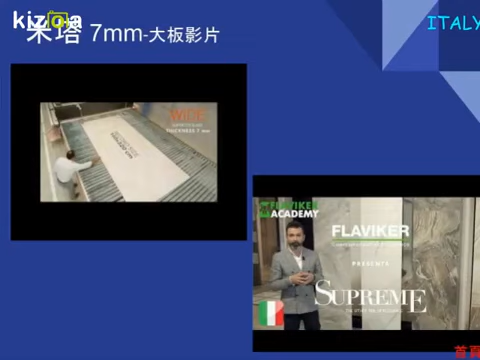 kizoa
米塔 7mm-大板影片
ITALY
WIDE
THICKNESS 7 mm
FLAVIKER
ACADEMY
FLAVIKER
PRESENTS
SUPREME
首頁